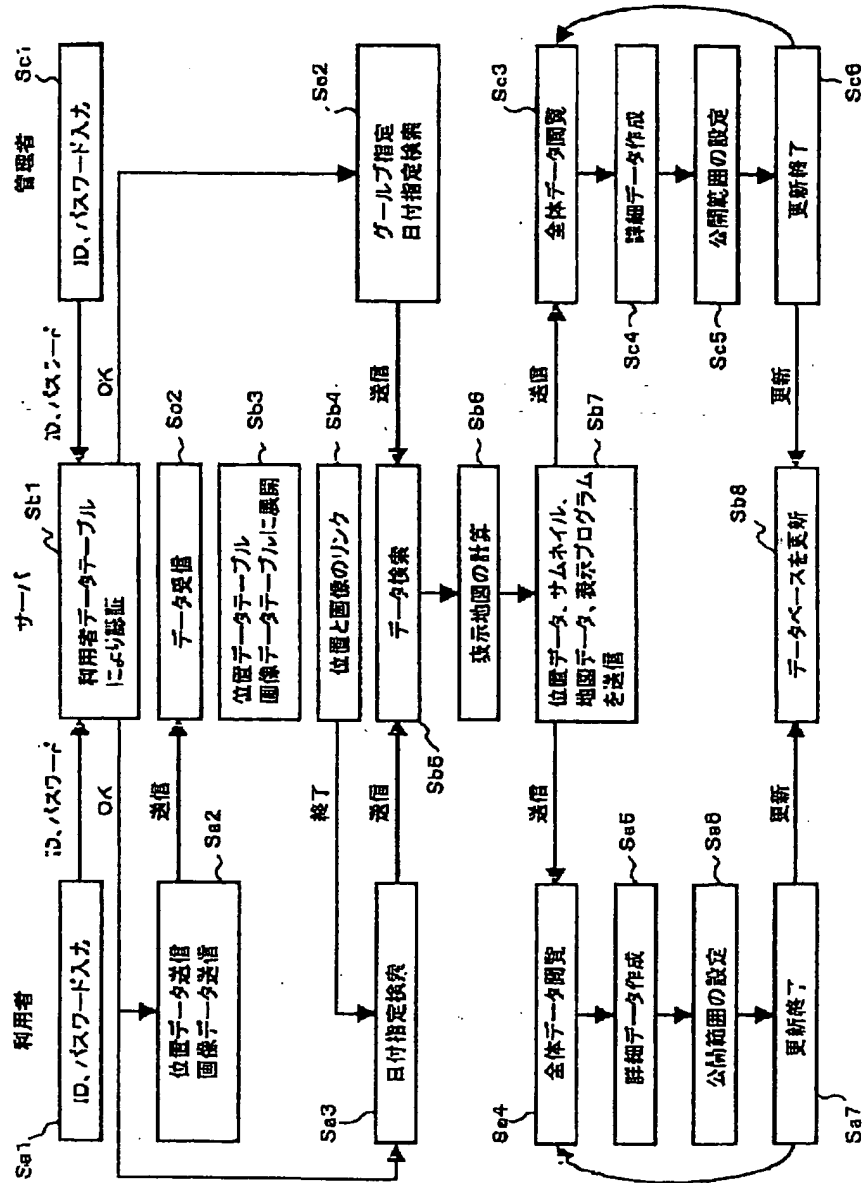 利用者
サーバ
管理者
Sa1
ID、パスワード入力
ID、パスワード
Sb1
利用者データテーブル
により認証
ID、パスワード
ID、パスワード入力
Sc1
OK
OK
位置データ送信
画像データ送信
Sa2
送信
データ受信
So2
位置データテーブル
画像データテーブルに展開
Sb3
位置と画像のリンク
Sb4
終了
日付指定検索
Sa3
送信
データ検索
Sb5
送信
グールプ指定
日付指定検索
Sc2
表示地図の計算
Sb6
位置データ、サムネイル、
地図データ、表示プログラム
を送信
Sb7
送信
送信
全体データ閲覧
Sa4
詳細データ作成
Sa5
公開範囲の設定
Sa6
更新終了
Sa7
更新
データベースを更新
Sb8
更新
全体データ閲覧
Sc3
詳細データ作成
Sc4
公開範囲の設定
Sc5
更新終了
Sc6